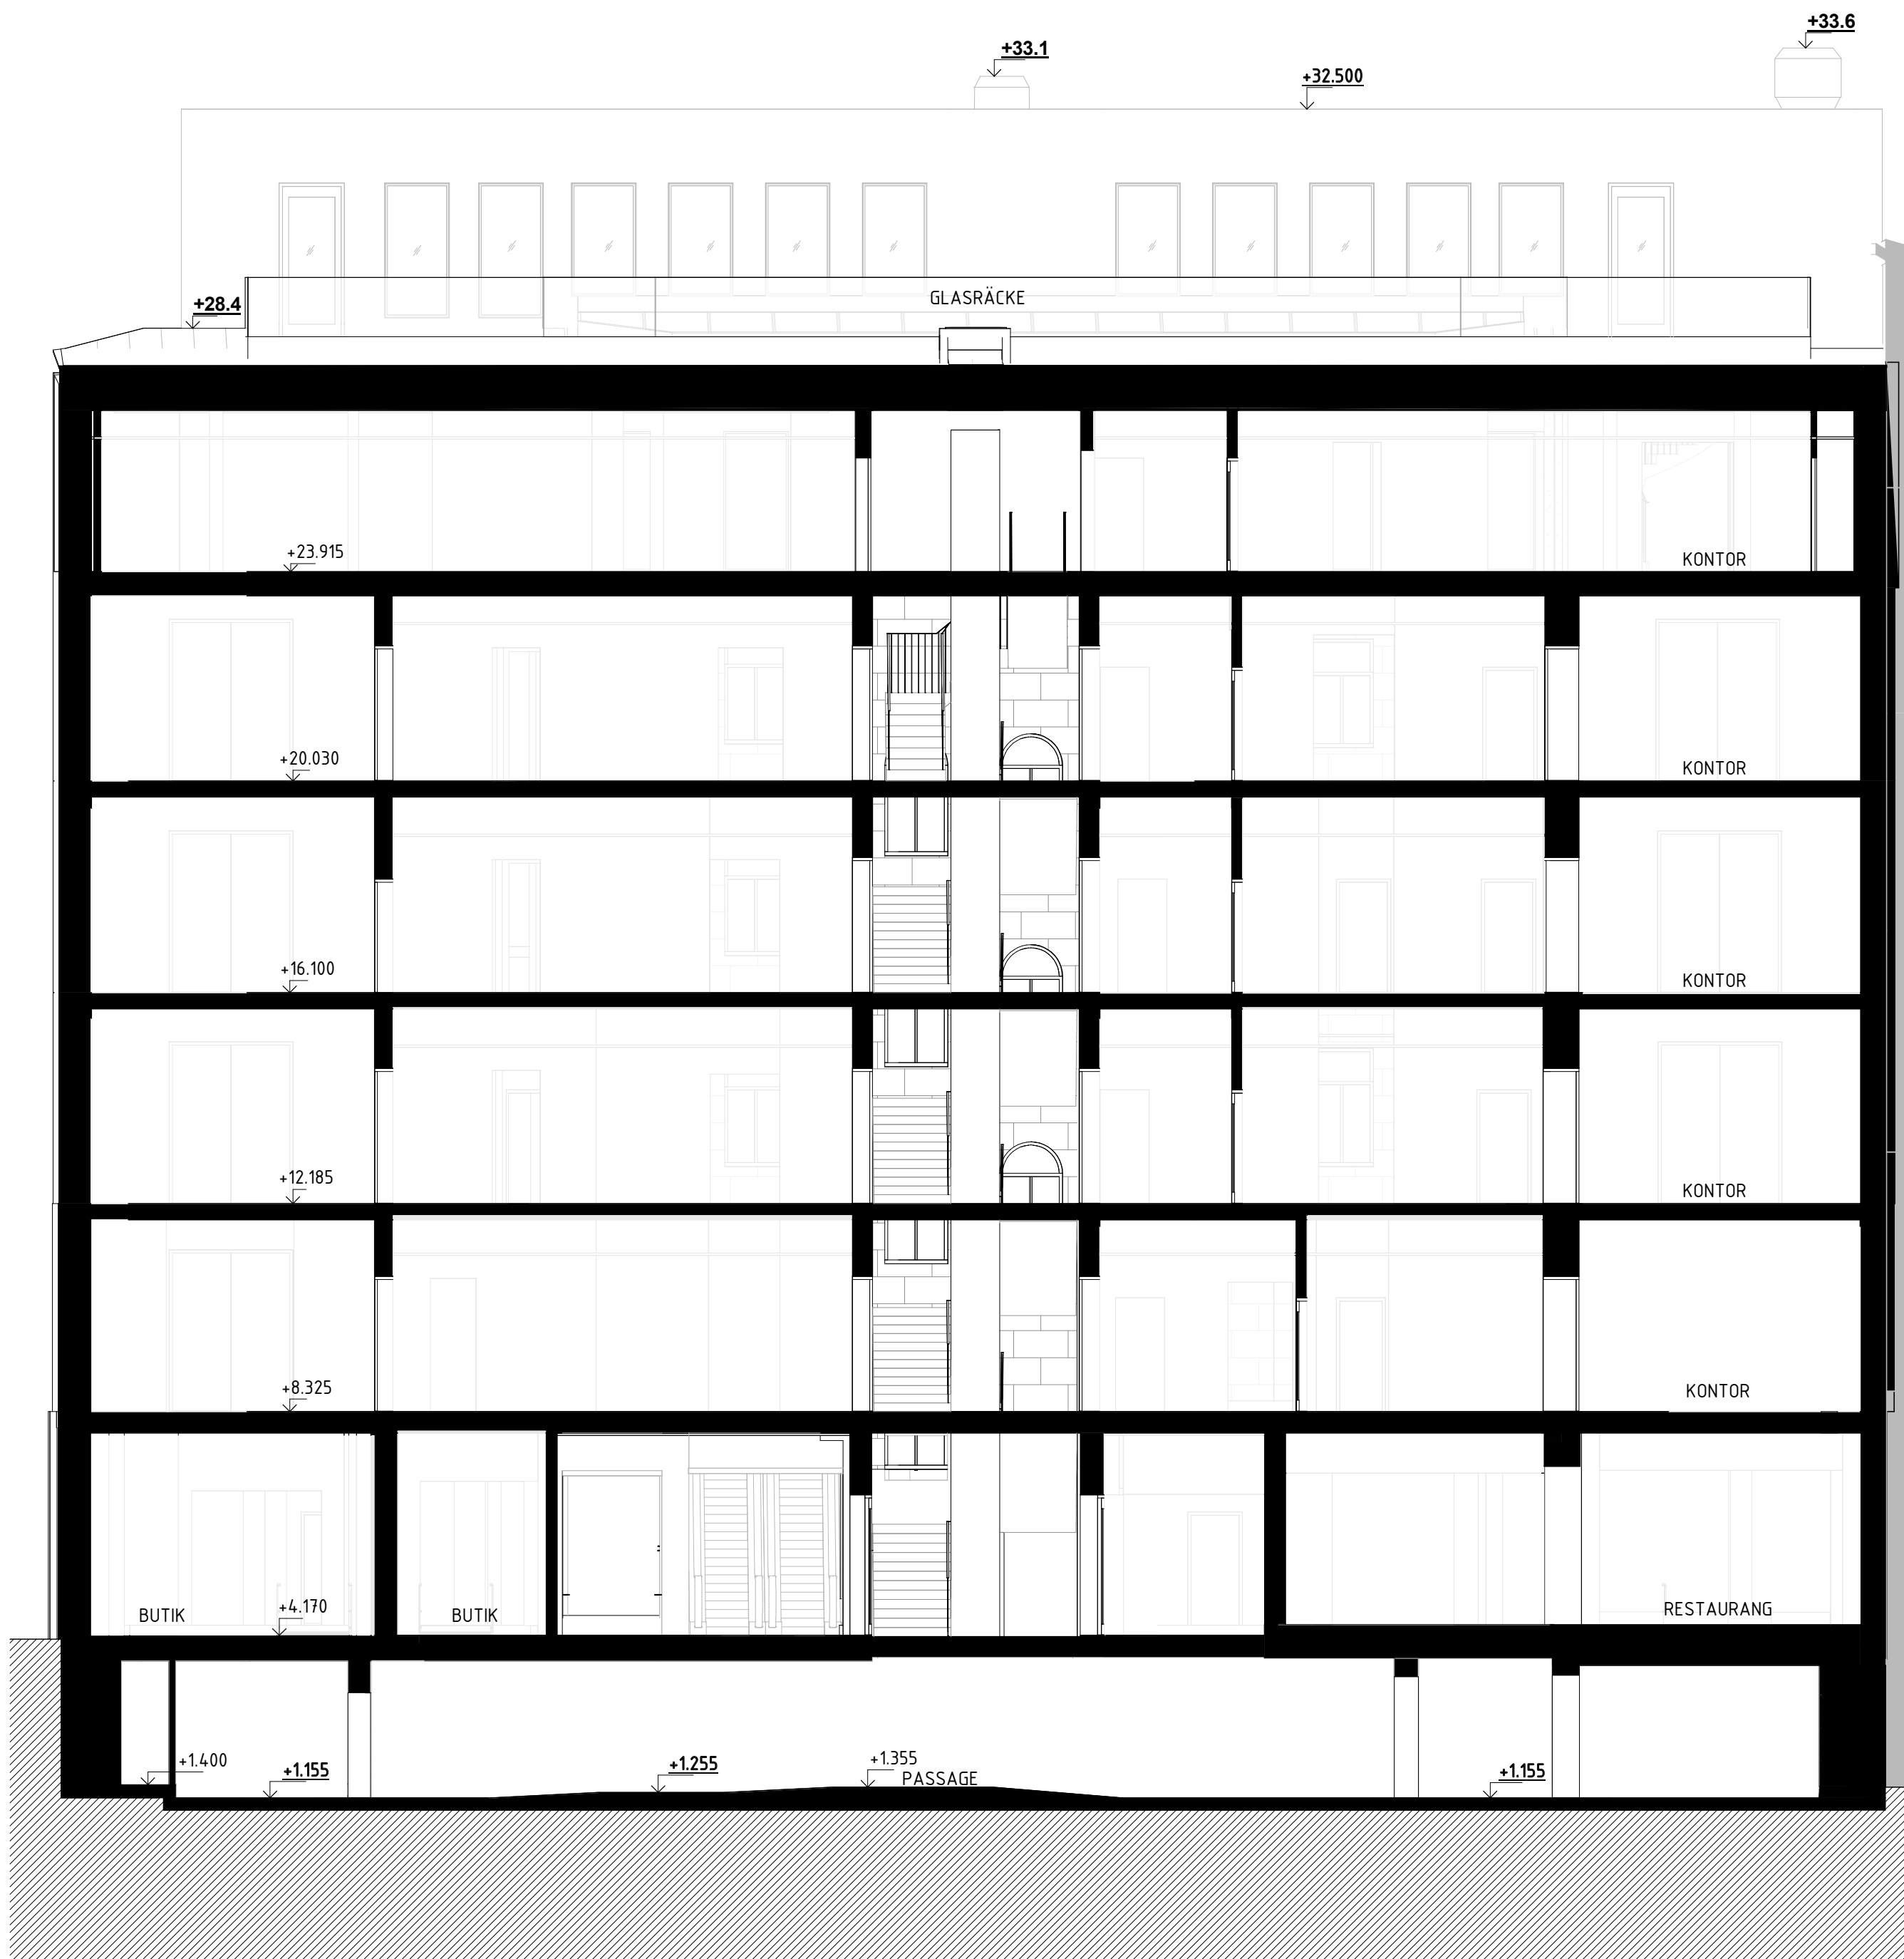 +33.6
+33.1
+32.500
GLASRÄCKE
+28.4
+23.915
KONTOR
+20.030
KONTOR
+16.100
KONTOR
+12.185
KONTOR
+8.325
KONTOR
BUTIK
+4.170
BUTIK
RESTAURANG
+1.400
+1.155
+1.255
+1.355
PASSAGE
+1.155